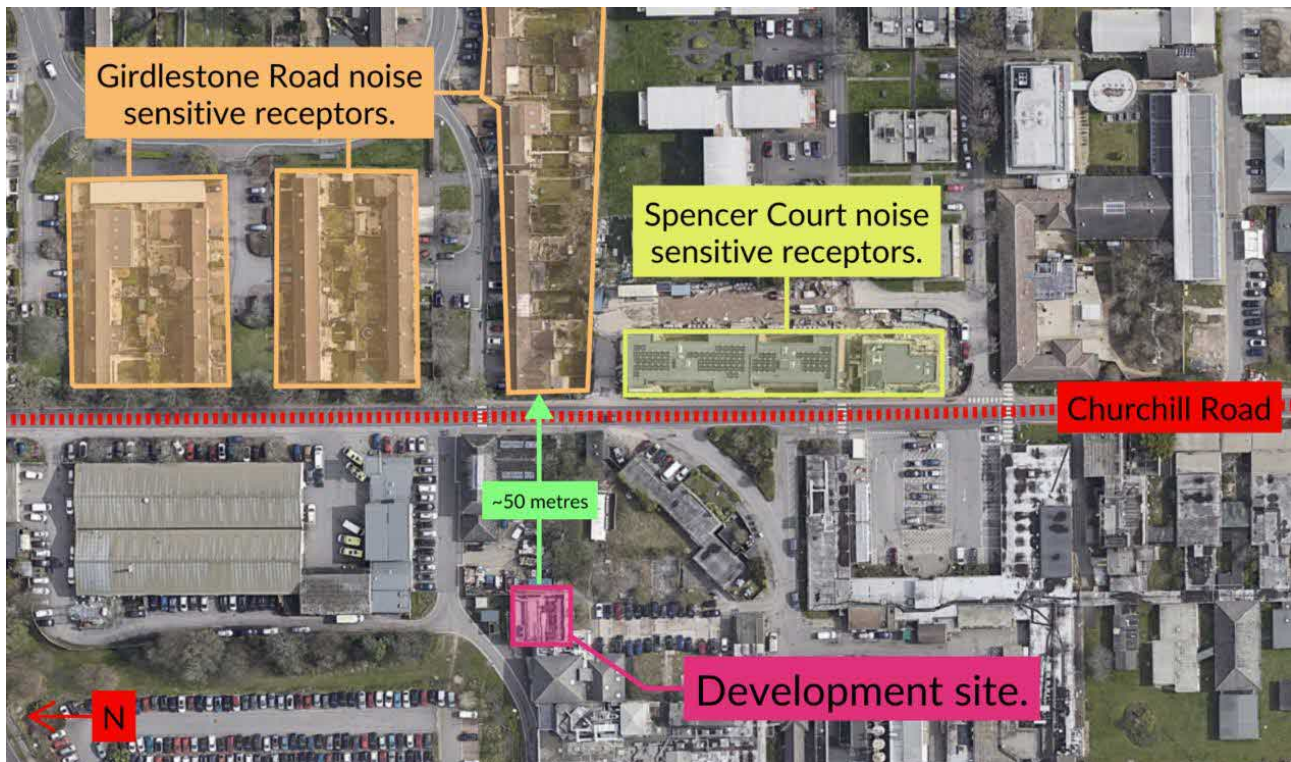 Girdlestone Road noise
sensitive receptors.
Spencer Court noise
sensitive receptors.
Churchill Road
~50 metres
Development site.
N